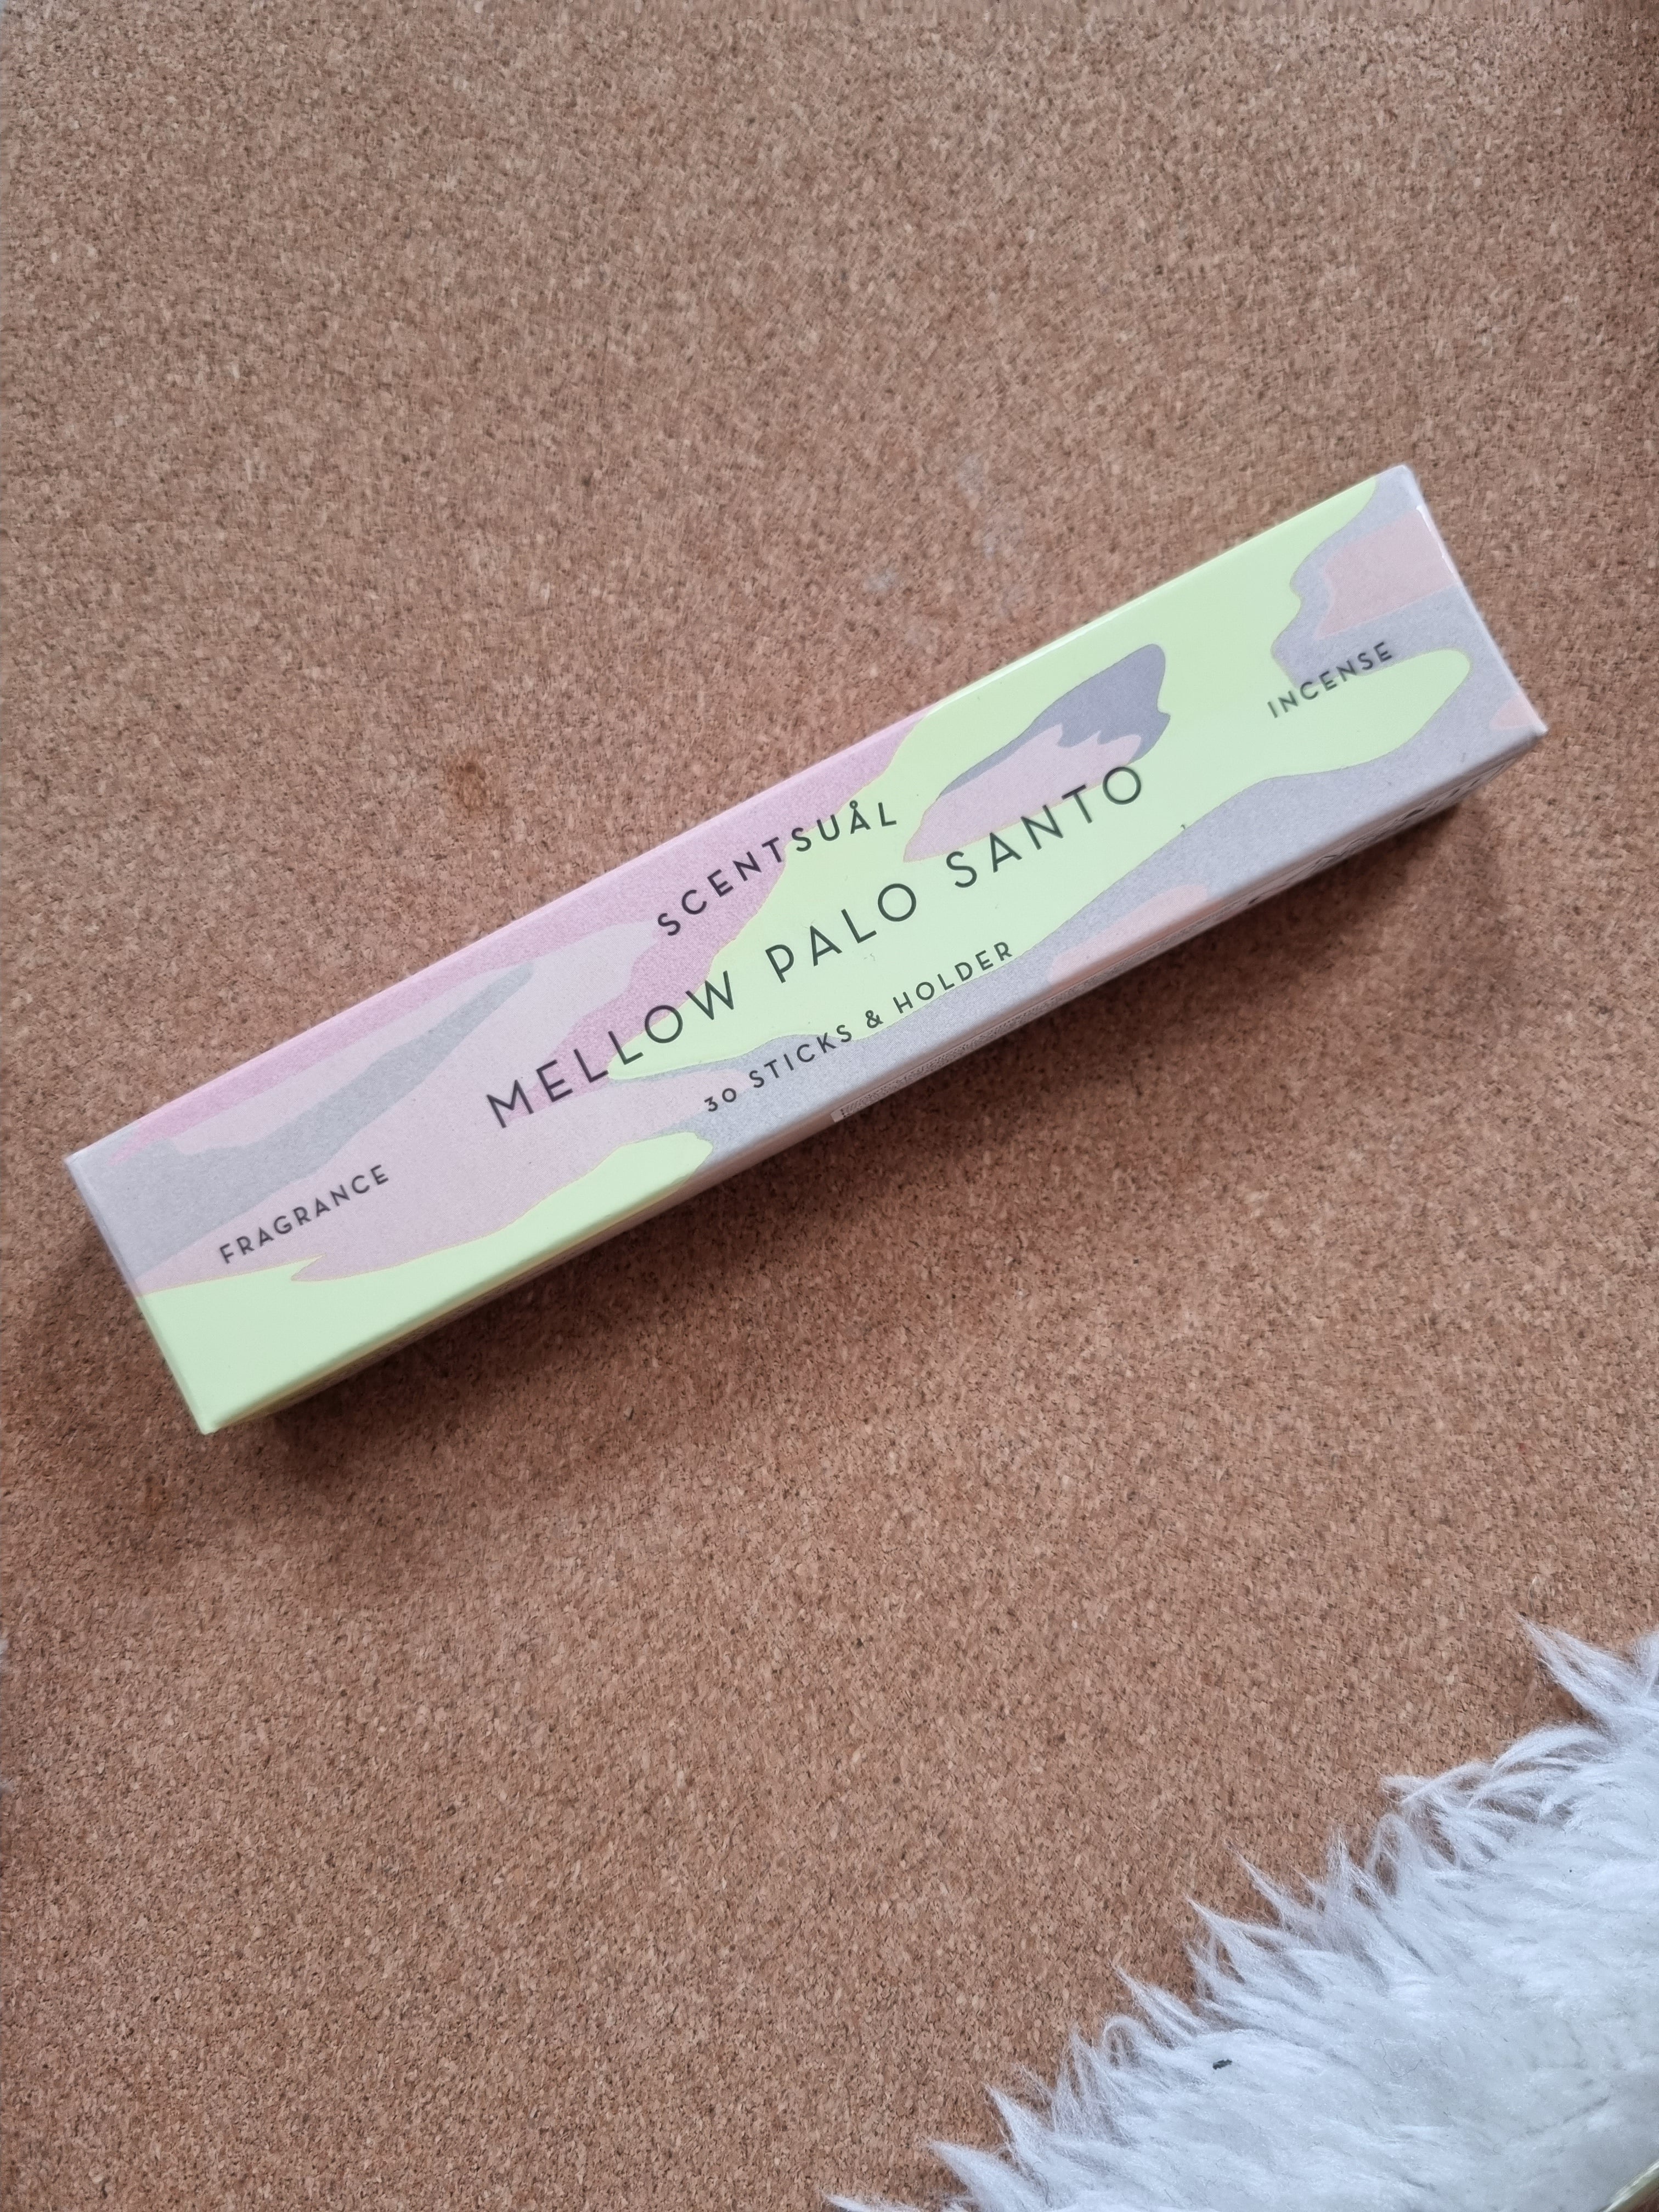 SCENTSUÅL
MELLOW PALO SANTO
30 STICKS & HOLDER
FRAGRANCE
INCENSE